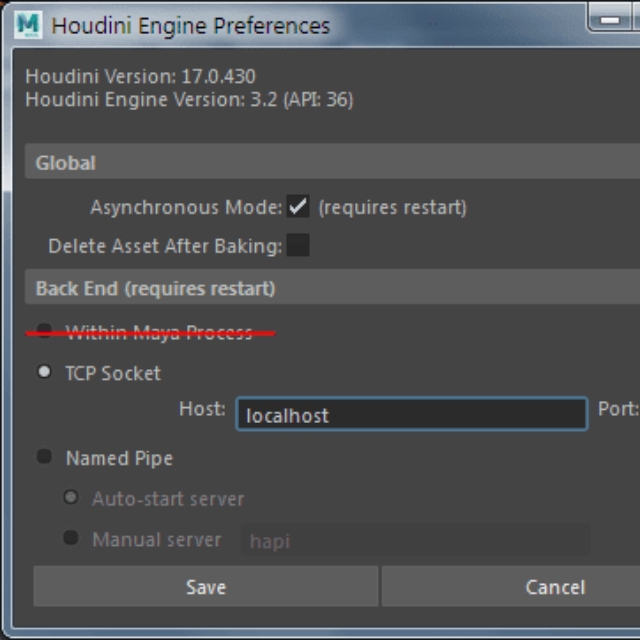 Houdini Engine Preferences
Houdini Version: 17.0.430
Houdini Engine Version: 3.2 (API: 36)
Global
Asynchronous Mode: (requires restart)
Delete Asset After Baking:
Back End (requires restart)
Within Maya Process
TCP Socket
Host: localhost Port:
Named Pipe
Auto-start server
Manual server hapi
Save Cancel